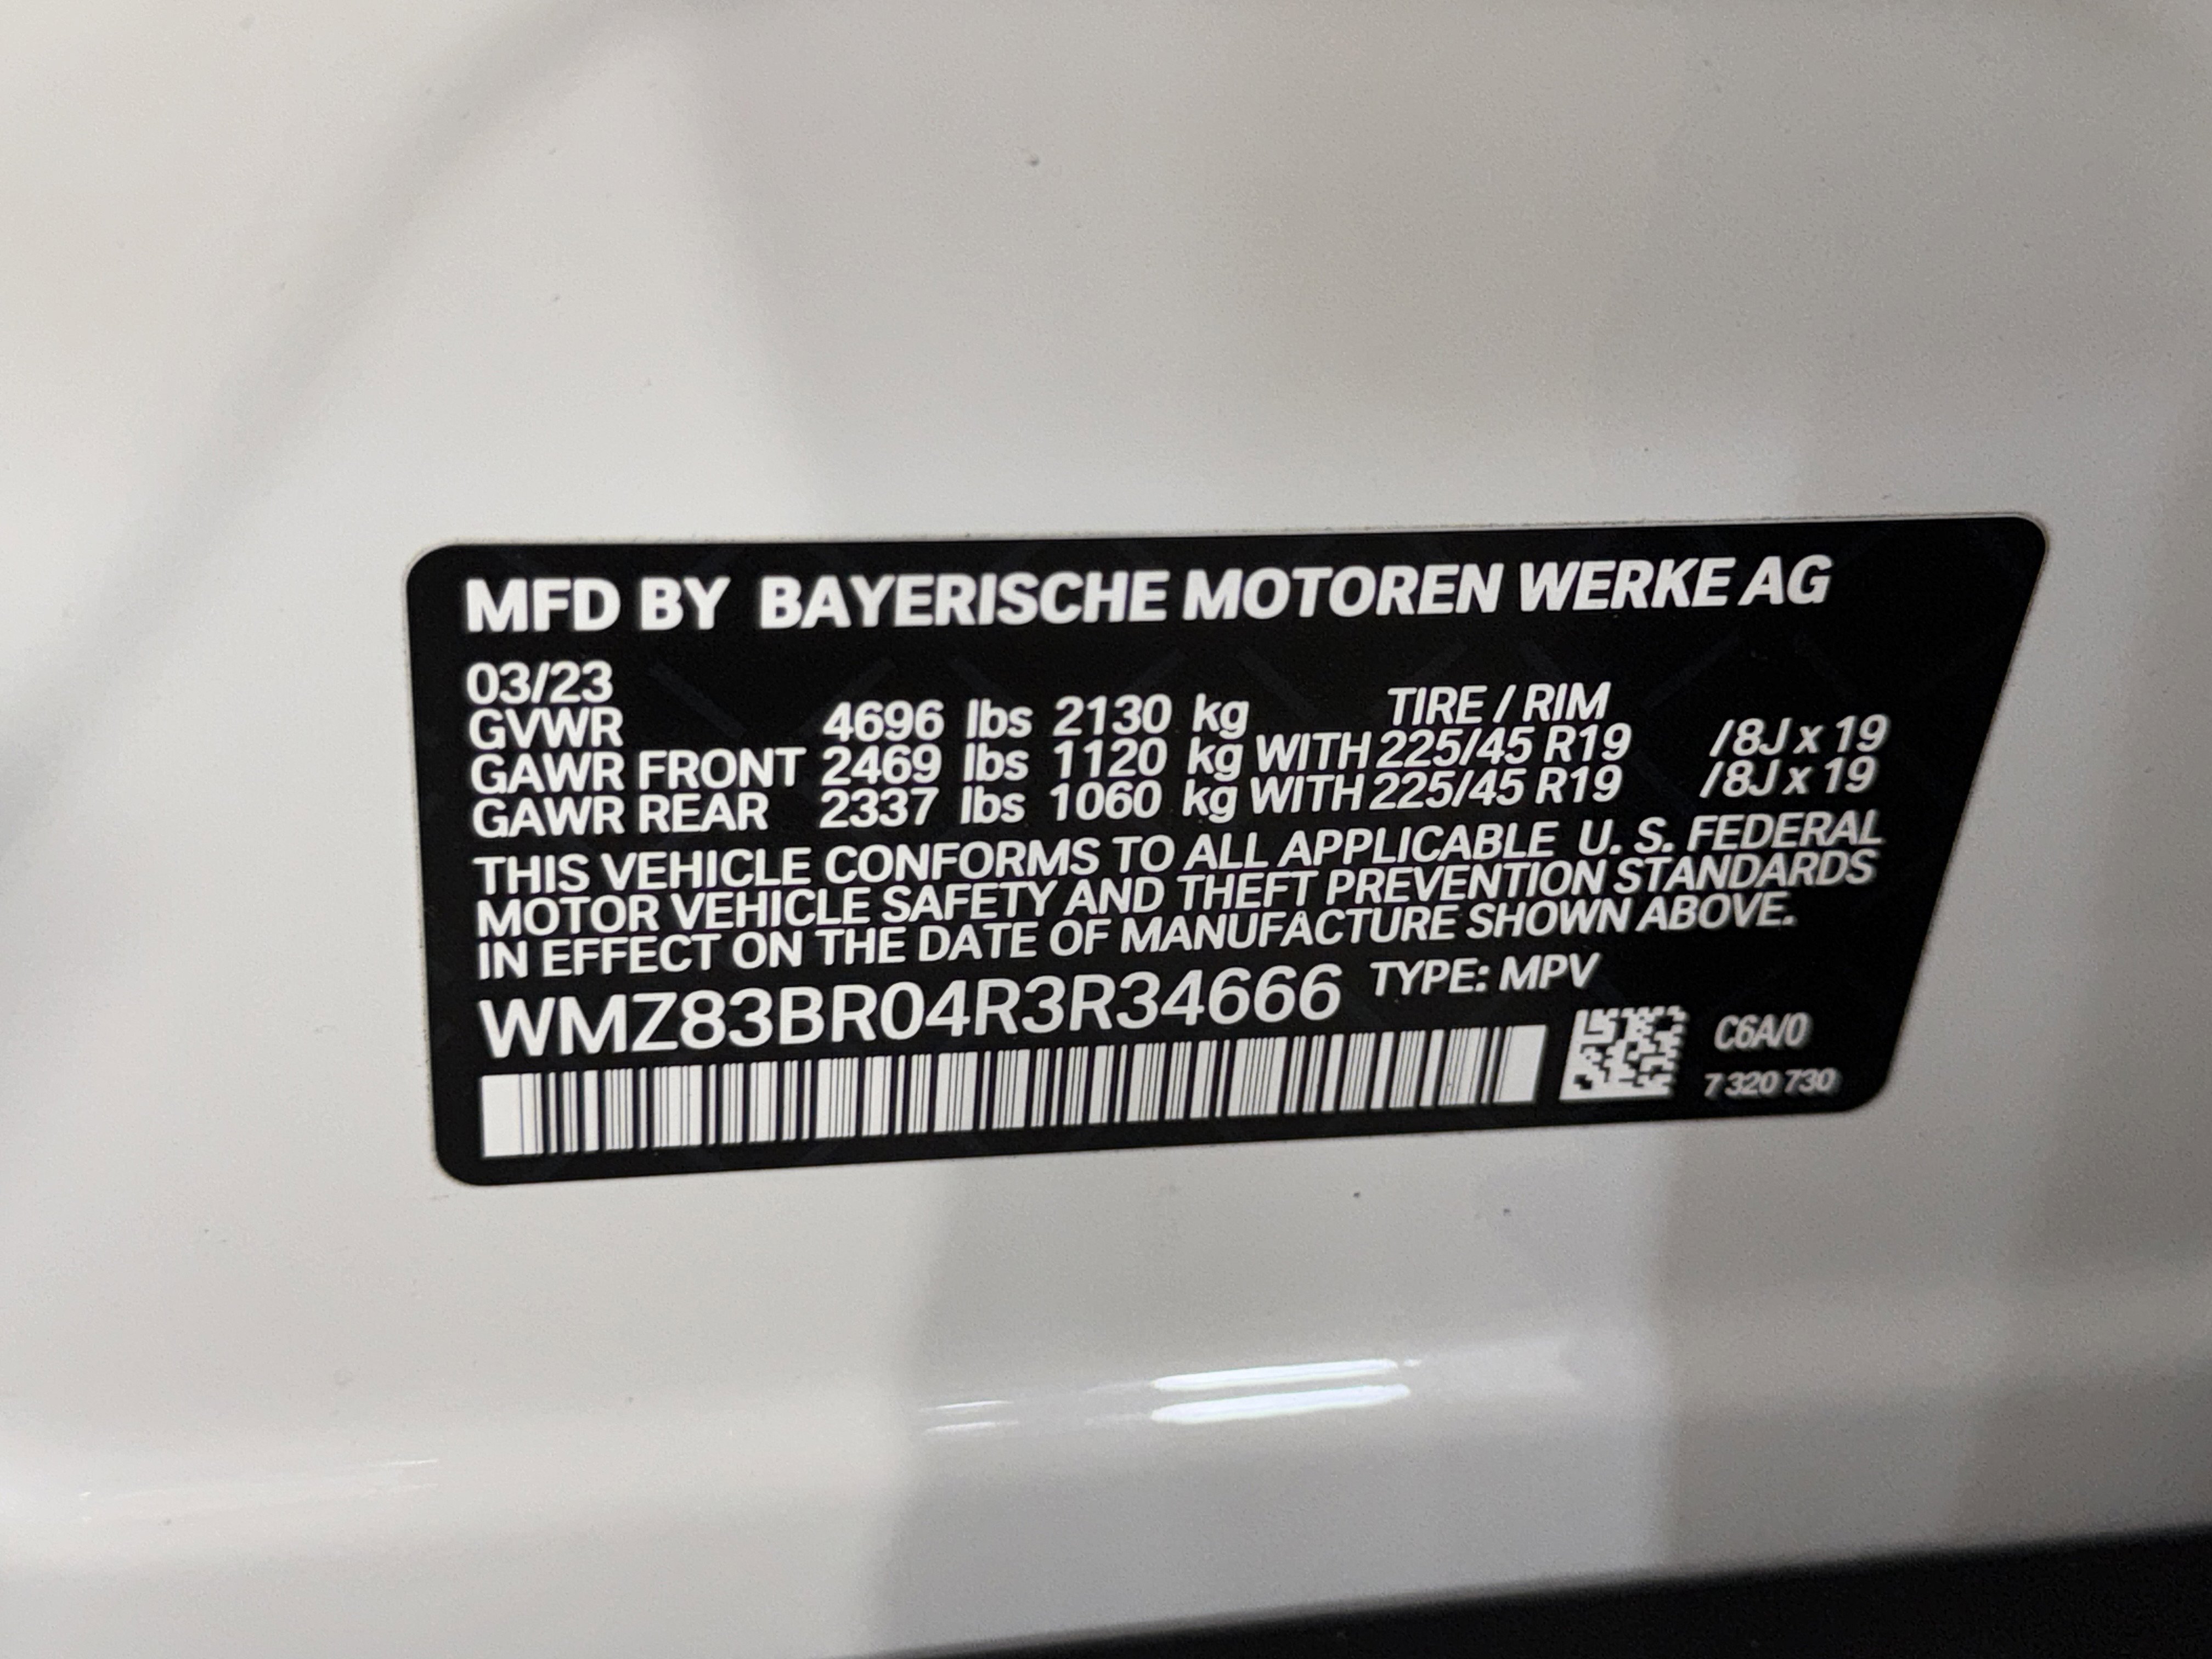 MFD BY BAYERISCHE MOTOREN WERKE AG
03/23
TIRE / RIM
GVWR 4696 lbs 2130 kg
GAWR FRONT 2469 lbs 1120 kg WITH 225/45 R19 /8J x 19
GAWR REAR 2337 lbs 1060 kg WITH 225/45 R19 /8J x 19
THIS VEHICLE CONFORMS TO ALL APPLICABLE U. S. FEDERAL
MOTOR VEHICLE SAFETY AND THEFT PREVENTION STANDARDS
IN EFFECT ON THE DATE OF MANUFACTURE SHOWN ABOVE.
WMZ83BR04R3R34666 TYPE: MPV
C6A/0
7 320 730